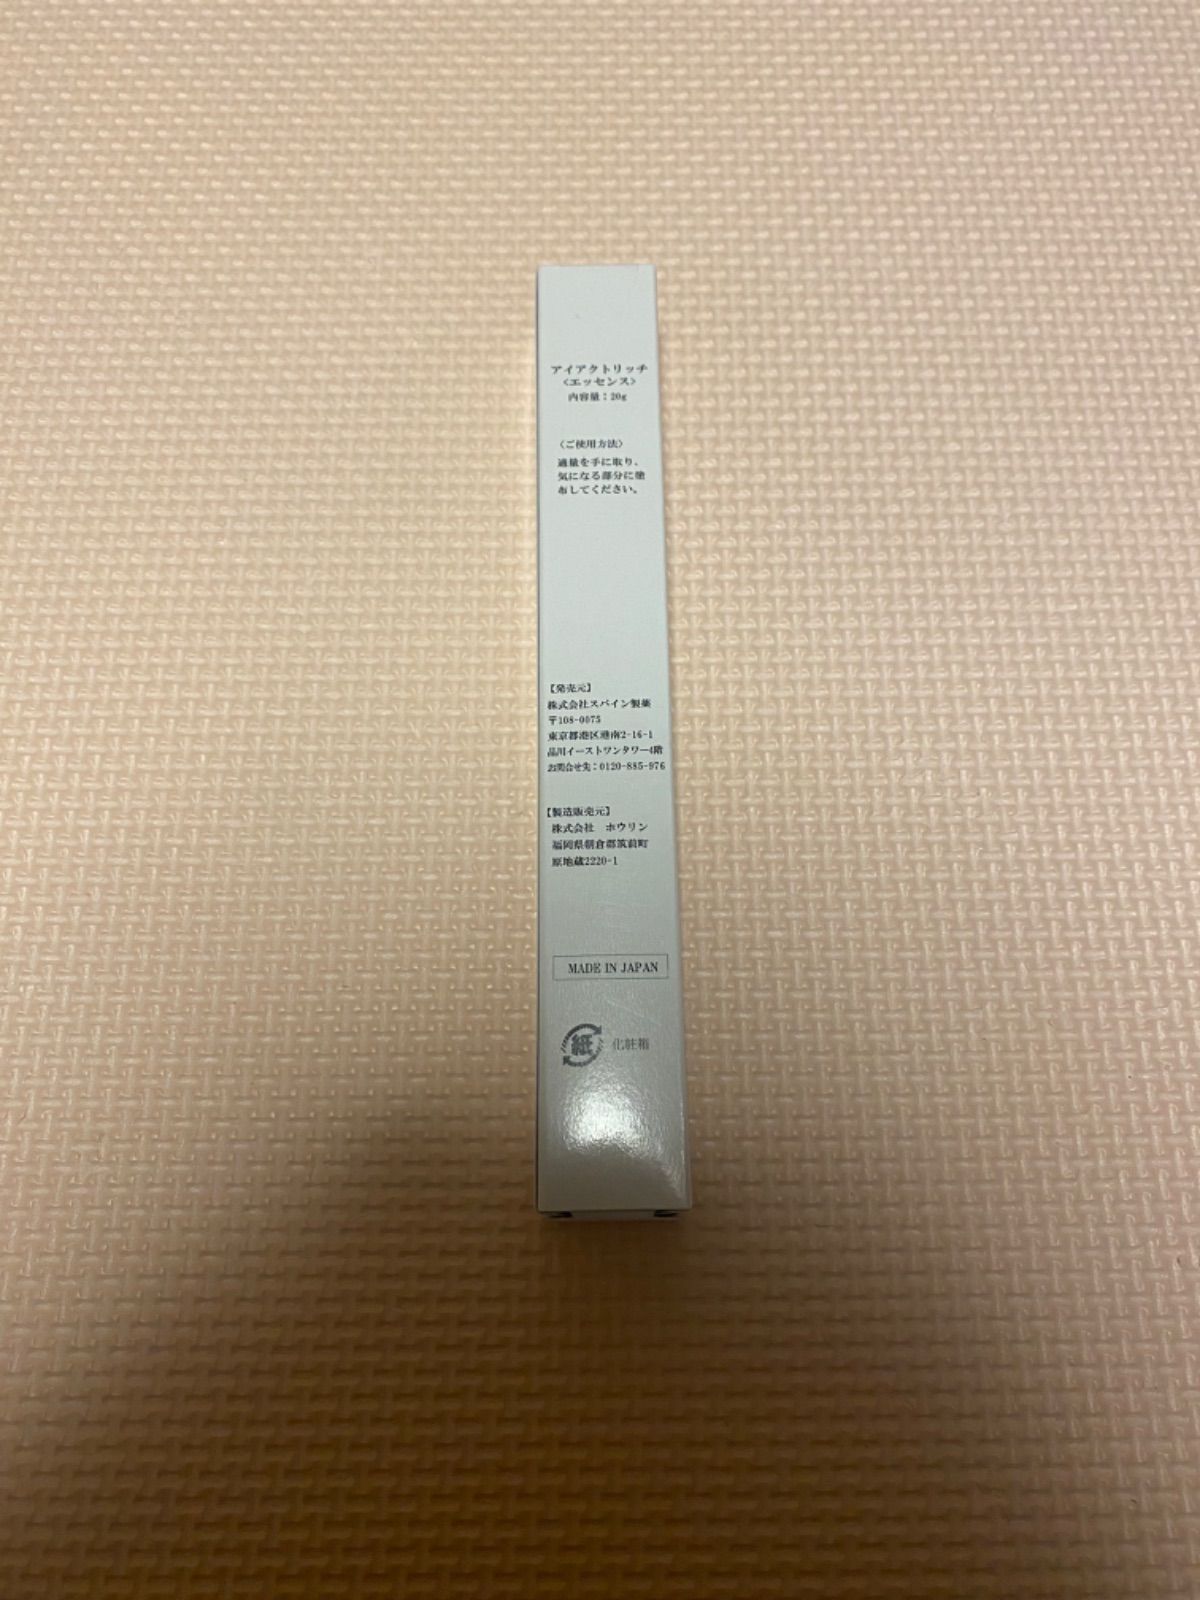 アイアクトリッチ
〈エッセンス〉
内容量：20g
〈ご使用方法〉
適量を手に取り、
気になる部分に塗
布してください。
【発売元】
株式会社スパイン製薬
〒108-0075
東京都港区港南2-16-1
品川イーストワンタワー4階
お問合せ先：0120-885-976
【製造販売元】
株式会社　ホウリン
福岡県朝倉郡筑前町
原地蔵2220-1
MADE IN JAPAN
紙 化粧箱